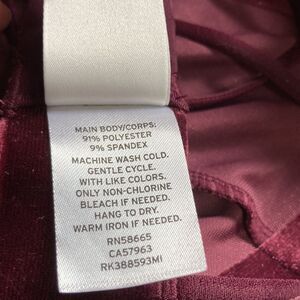 MAIN BODY/CORPS:
91% POLYESTER
9% SPANDEX
MACHINE WASH COLD.
GENTLE CYCLE.
WITH LIKE COLORS.
ONLY NON-CHLORINE
BLEACH IF NEEDED.
HANG TO DRY.
WARM IRON IF NEEDED.
RN58665
CA57963
RK388593MI